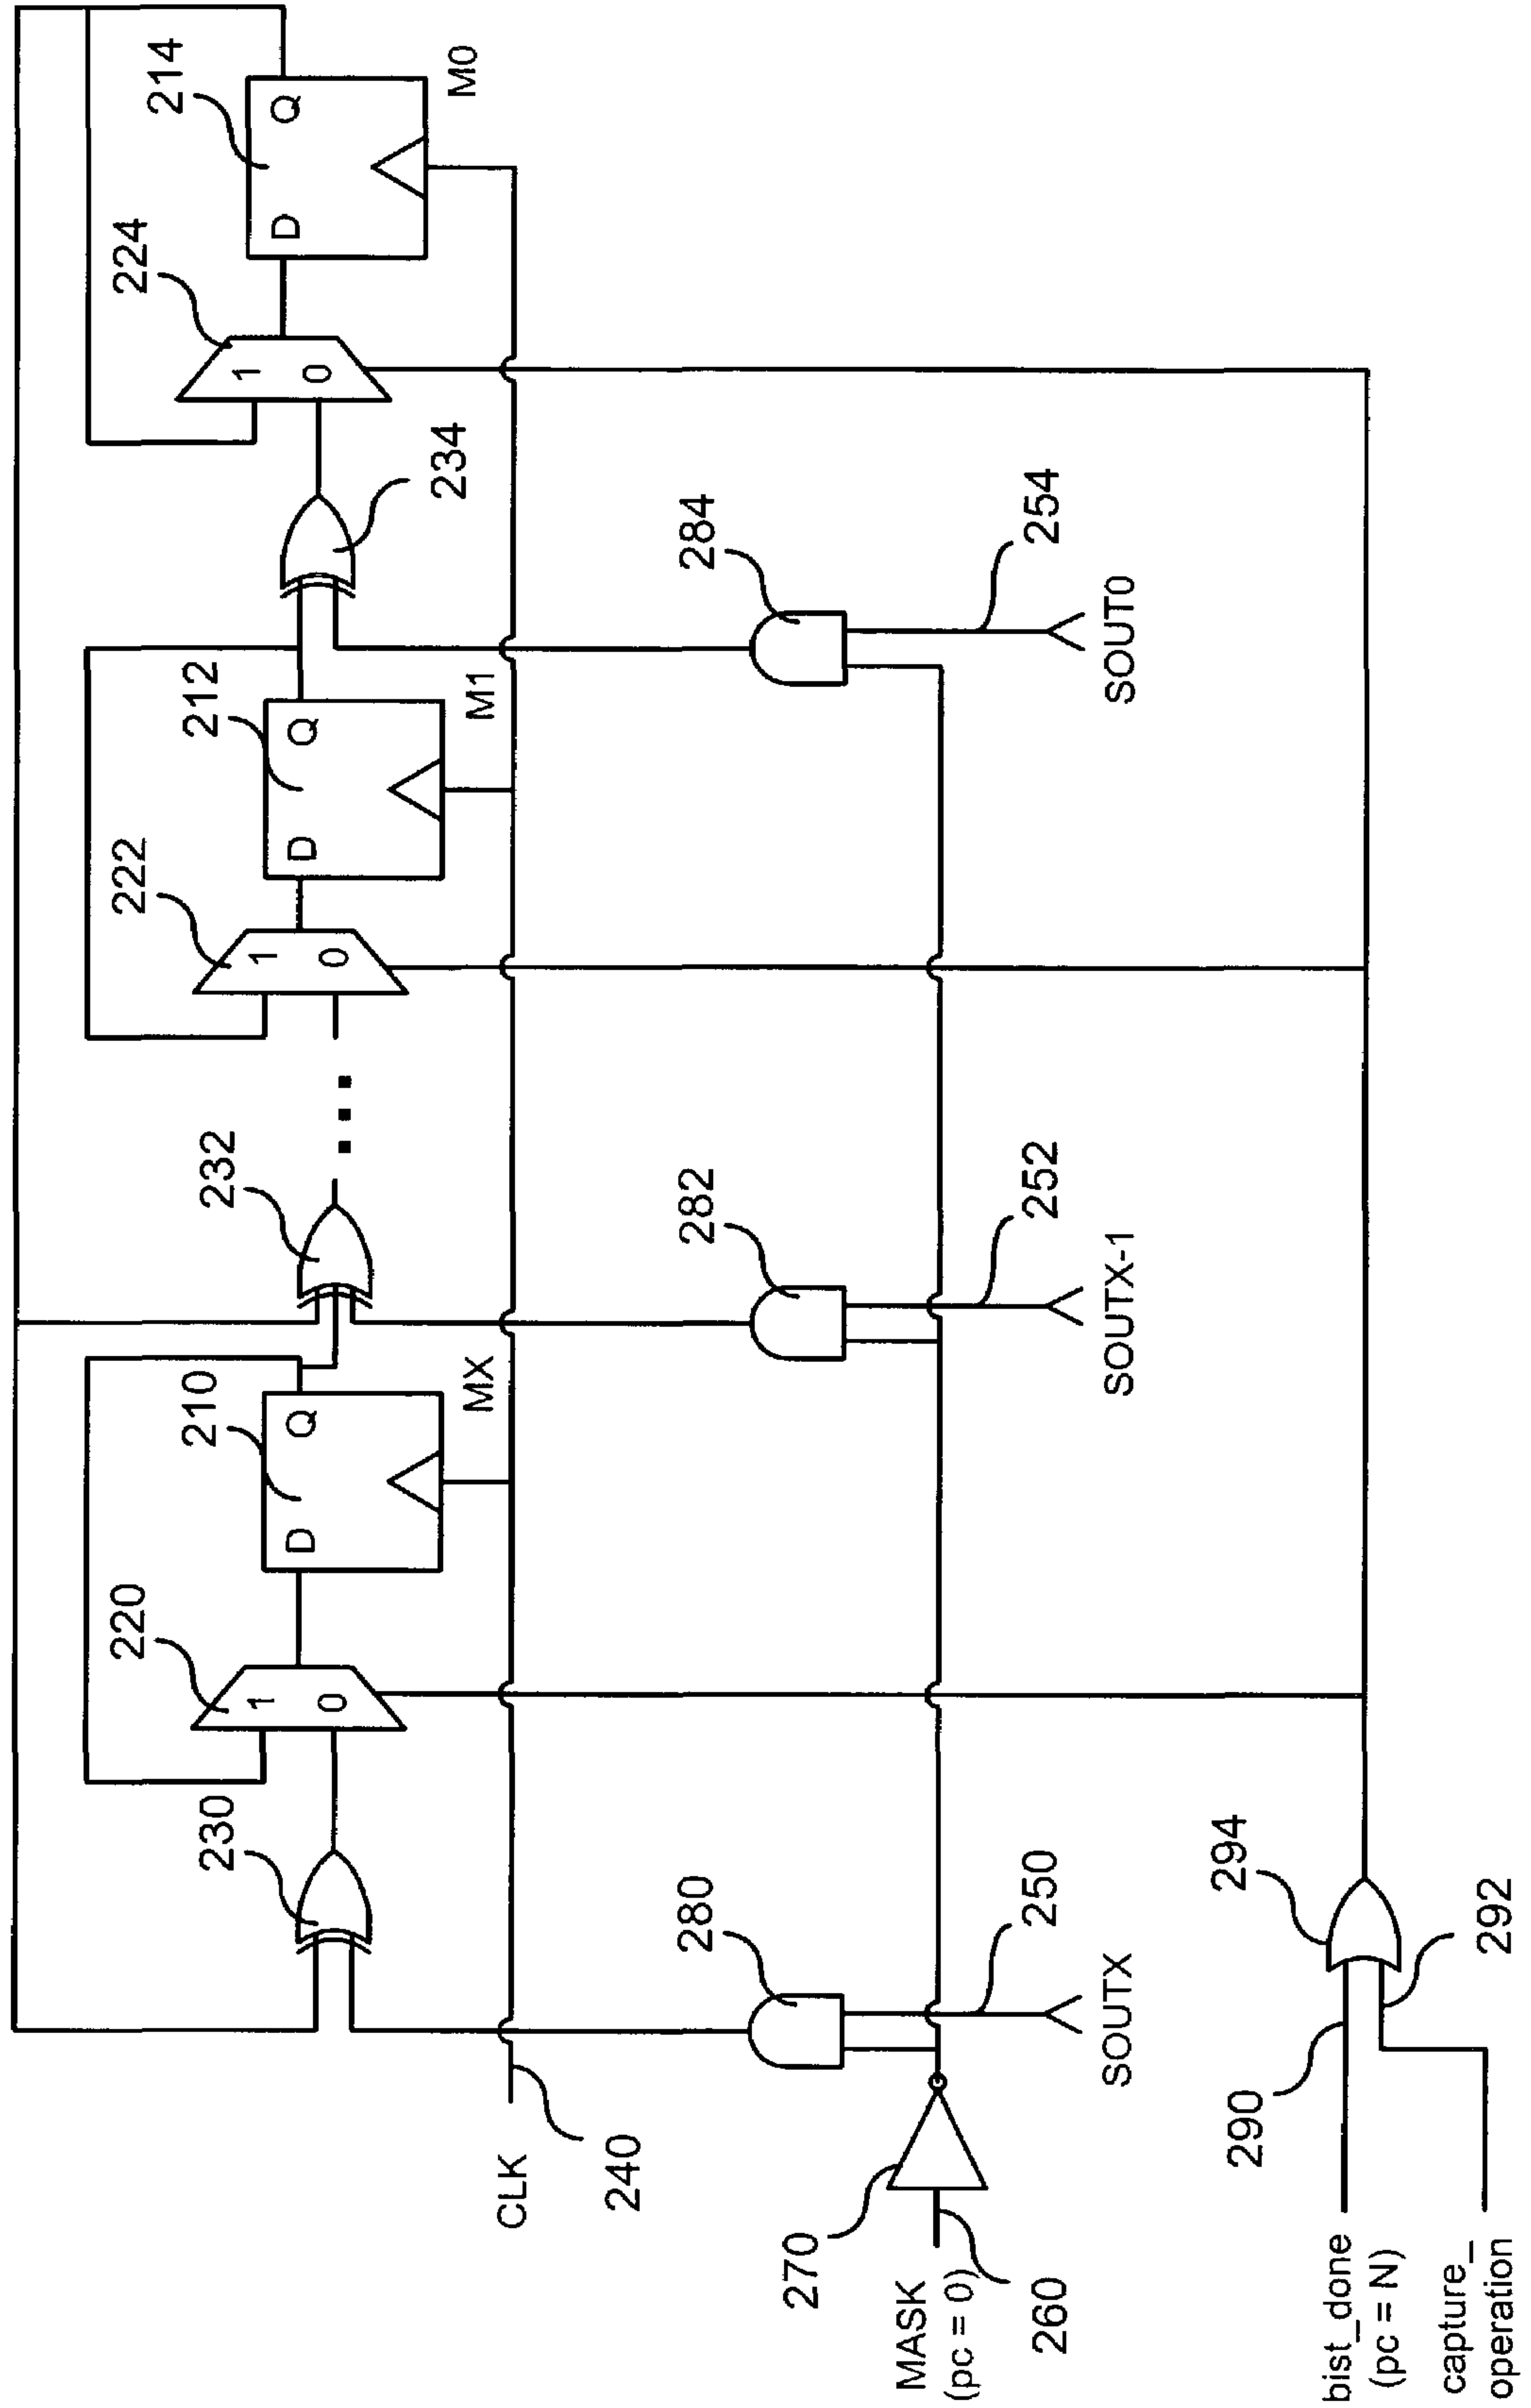 214
Q
D
M0
224
1
0
234
212
Q
D
M1
284
254
SOUT0
222
1
0
232
282
252
SOUTX-1
210
Q
D
MX
220
1
0
230
280
250
SOUTX
CLK
240
270
MASK
(pc = 0)
260
294
292
290
bist_done
(pc = N)
capture_
operation